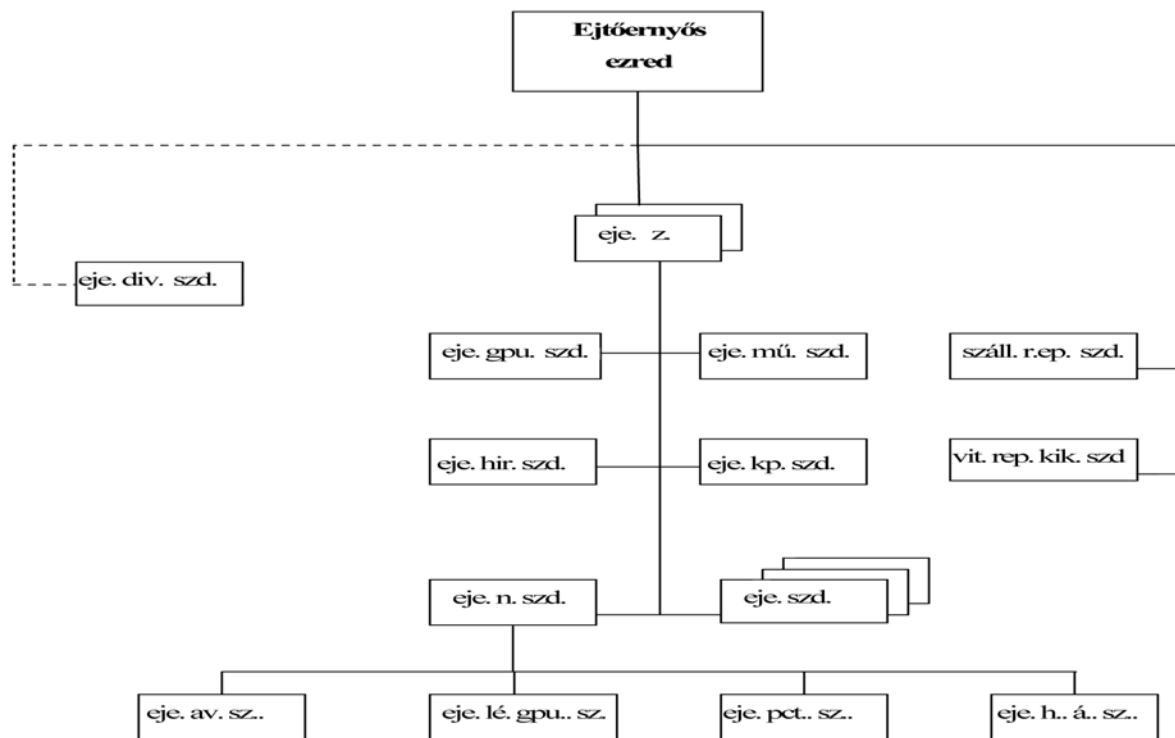 Ejtőernyős
ezred
eje. z.
eje. div. szd.
eje. gpu. szd.
eje. mű. szd.
száll. r.ep. szd.
eje. hir. szd.
eje. kp. szd.
vit. rep. kik. szd
eje. n. szd.
eje. szd.
eje. av. sz..
eje. lé. gpu.. sz.
eje. pct.. sz..
eje. h.. á.. sz..